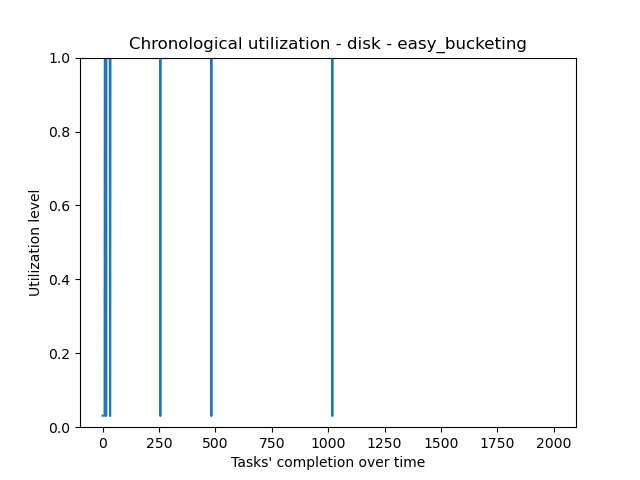 Chronological utilization - disk - easy_bucketing
1.0
0.8
0.6
0.4
0.2
0.0
Utilization level
0 250 500 750 1000 1250 1500 1750 2000
Tasks' completion over time